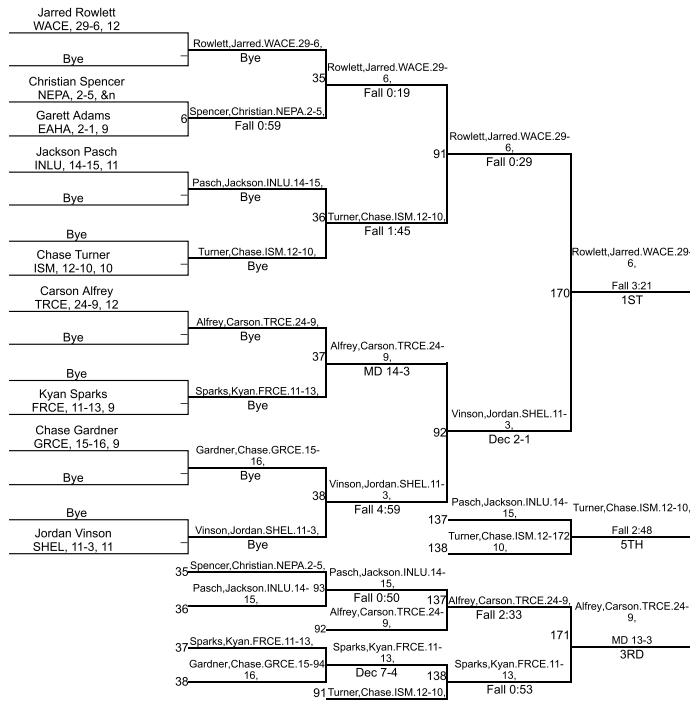 Jarred Rowlett
WACE, 29-6, 12
Rowlett,Jarred.WACE.29-6,
Bye
Bye
35
Rowlett,Jarred.WACE.29-
6,
Fall 0:19
Christian Spencer
NEPA, 2-5, &n
Garett Adams
EAHA, 2-1, 9
6
Spencer,Christian.NEPA.2-5,
Fall 0:59
91
Rowlett,Jarred.WACE.29-
6,
Fall 0:29
Jackson Pasch
INLU, 14-15, 11
Pasch,Jackson.INLU.14-15,
Bye
Bye
36
Turner,Chase.ISM.12-10,
Fall 1:45
Bye
Chase Turner
ISM, 12-10, 10
Turner,Chase.ISM.12-10,
Bye
170
Rowlett,Jarred.WACE.29-
6,
Fall 3:21
1ST
Carson Alfrey
TRCE, 24-9, 12
Alfrey,Carson.TRCE.24-9,
Bye
Bye
37
Alfrey,Carson.TRCE.24-
9,
MD 14-3
Bye
Kyan Sparks
FRCE, 11-13, 9
Sparks,Kyan.FRCE.11-13,
Bye
92
Vinson,Jordan.SHEL.11-
3,
Dec 2-1
Chase Gardner
GRCE, 15-16, 9
Gardner,Chase.GRCE.15-
16,
Bye
Bye
38
Vinson,Jordan.SHEL.11-
3,
Fall 4:59
Bye
Jordan Vinson
SHEL, 11-3, 11
Vinson,Jordan.SHEL.11-3,
Bye
Pasch,Jackson.INLU.14-
15,
137
Turner,Chase.ISM.12-172
10,
138
Turner,Chase.ISM.12-10,
Fall 2:48
5TH
35
Spencer,Christian.NEPA.2-5,
Pasch,Jackson.INLU.14-
15,
36
93
Pasch,Jackson.INLU.14-
15,
Fall 0:50
Alfrey,Carson.TRCE.24-
9,
92
137
Alfrey,Carson.TRCE.24-9,
Fall 2:33
37
Sparks,Kyan.FRCE.11-13,
Gardner,Chase.GRCE.15-94
16,
38
Sparks,Kyan.FRCE.11-
13,
Dec 7-4
91
Turner,Chase.ISM.12-10,
138
Sparks,Kyan.FRCE.11-
13,
Fall 0:53
171
Alfrey,Carson.TRCE.24-
9,
MD 13-3
3RD